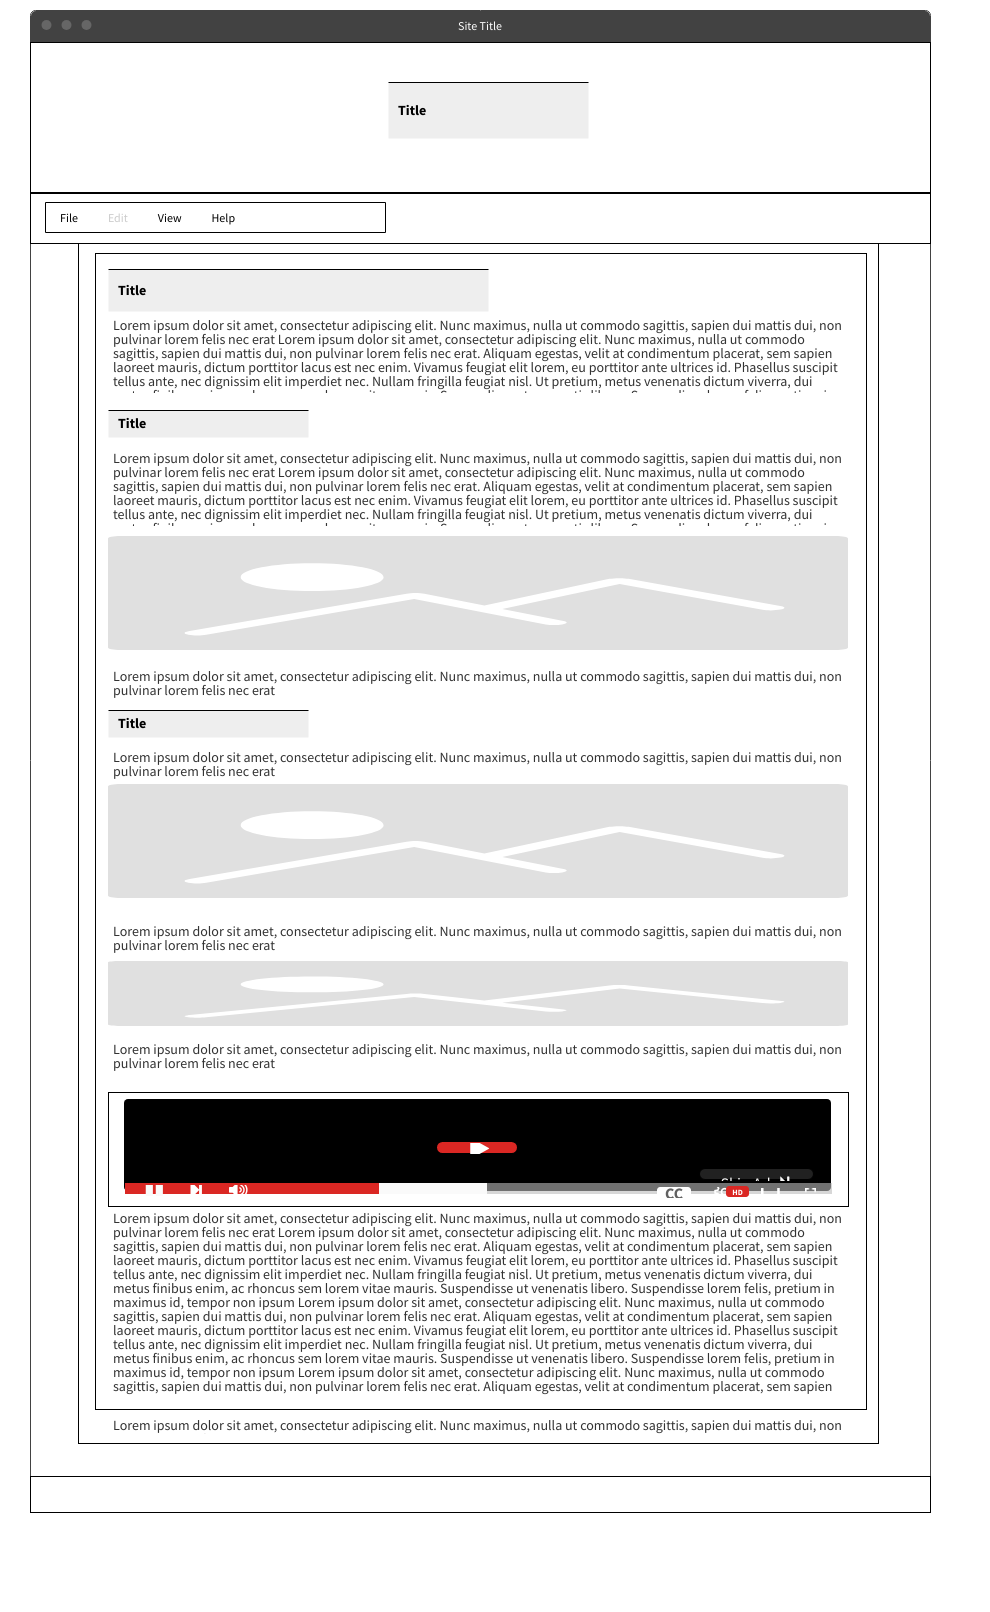 Site Title
Title
File Edit View Help
Title
Lorem ipsum dolor sit amet, consectetur adipiscing elit. Nunc maximus, nulla ut commodo sagittis, sapien dui mattis dui, non
pulvinar lorem felis nec erat Lorem ipsum dolor sit amet, consectetur adipiscing elit. Nunc maximus, nulla ut commodo
sagittis, sapien dui mattis dui, non pulvinar lorem felis nec erat. Aliquam egestas, velit at condimentum placerat, sem sapien
laoreet mauris, dictum porttitor lacus est nec enim. Vivamus feugiat elit lorem, eu porttitor ante ultrices id. Phasellus suscipit
tellus ante, nec dignissim elit imperdiet nec. Nullam fringilla feugiat nisl. Ut pretium, metus venenatis dictum viverra, dui
Title
Lorem ipsum dolor sit amet, consectetur adipiscing elit. Nunc maximus, nulla ut commodo sagittis, sapien dui mattis dui, non
pulvinar lorem felis nec erat Lorem ipsum dolor sit amet, consectetur adipiscing elit. Nunc maximus, nulla ut commodo
sagittis, sapien dui mattis dui, non pulvinar lorem felis nec erat. Aliquam egestas, velit at condimentum placerat, sem sapien
laoreet mauris, dictum porttitor lacus est nec enim. Vivamus feugiat elit lorem, eu porttitor ante ultrices id. Phasellus suscipit
tellus ante, nec dignissim elit imperdiet nec. Nullam fringilla feugiat nisl. Ut pretium, metus venenatis dictum viverra, dui
Lorem ipsum dolor sit amet, consectetur adipiscing elit. Nunc maximus, nulla ut commodo sagittis, sapien dui mattis dui, non
pulvinar lorem felis nec erat
Title
Lorem ipsum dolor sit amet, consectetur adipiscing elit. Nunc maximus, nulla ut commodo sagittis, sapien dui mattis dui, non
pulvinar lorem felis nec erat
Lorem ipsum dolor sit amet, consectetur adipiscing elit. Nunc maximus, nulla ut commodo sagittis, sapien dui mattis dui, non
pulvinar lorem felis nec erat
Lorem ipsum dolor sit amet, consectetur adipiscing elit. Nunc maximus, nulla ut commodo sagittis, sapien dui mattis dui, non
pulvinar lorem felis nec erat
CC HD
Lorem ipsum dolor sit amet, consectetur adipiscing elit. Nunc maximus, nulla ut commodo sagittis, sapien dui mattis dui, non
pulvinar lorem felis nec erat Lorem ipsum dolor sit amet, consectetur adipiscing elit. Nunc maximus, nulla ut commodo
sagittis, sapien dui mattis dui, non pulvinar lorem felis nec erat. Aliquam egestas, velit at condimentum placerat, sem sapien
laoreet mauris, dictum porttitor lacus est nec enim. Vivamus feugiat elit lorem, eu porttitor ante ultrices id. Phasellus suscipit
tellus ante, nec dignissim elit imperdiet nec. Nullam fringilla feugiat nisl. Ut pretium, metus venenatis dictum viverra, dui
metus finibus enim, ac rhoncus sem lorem vitae mauris. Suspendisse ut venenatis libero. Suspendisse lorem felis, pretium in
maximus id, tempor non ipsum Lorem ipsum dolor sit amet, consectetur adipiscing elit. Nunc maximus, nulla ut commodo
sagittis, sapien dui mattis dui, non pulvinar lorem felis nec erat. Aliquam egestas, velit at condimentum placerat, sem sapien
laoreet mauris, dictum porttitor lacus est nec enim. Vivamus feugiat elit lorem, eu porttitor ante ultrices id. Phasellus suscipit
tellus ante, nec dignissim elit imperdiet nec. Nullam fringilla feugiat nisl. Ut pretium, metus venenatis dictum viverra, dui
metus finibus enim, ac rhoncus sem lorem vitae mauris. Suspendisse ut venenatis libero. Suspendisse lorem felis, pretium in
maximus id, tempor non ipsum Lorem ipsum dolor sit amet, consectetur adipiscing elit. Nunc maximus, nulla ut commodo
sagittis, sapien dui mattis dui, non pulvinar lorem felis nec erat. Aliquam egestas, velit at condimentum placerat, sem sapien
Lorem ipsum dolor sit amet, consectetur adipiscing elit. Nunc maximus, nulla ut commodo sagittis, sapien dui mattis dui, non